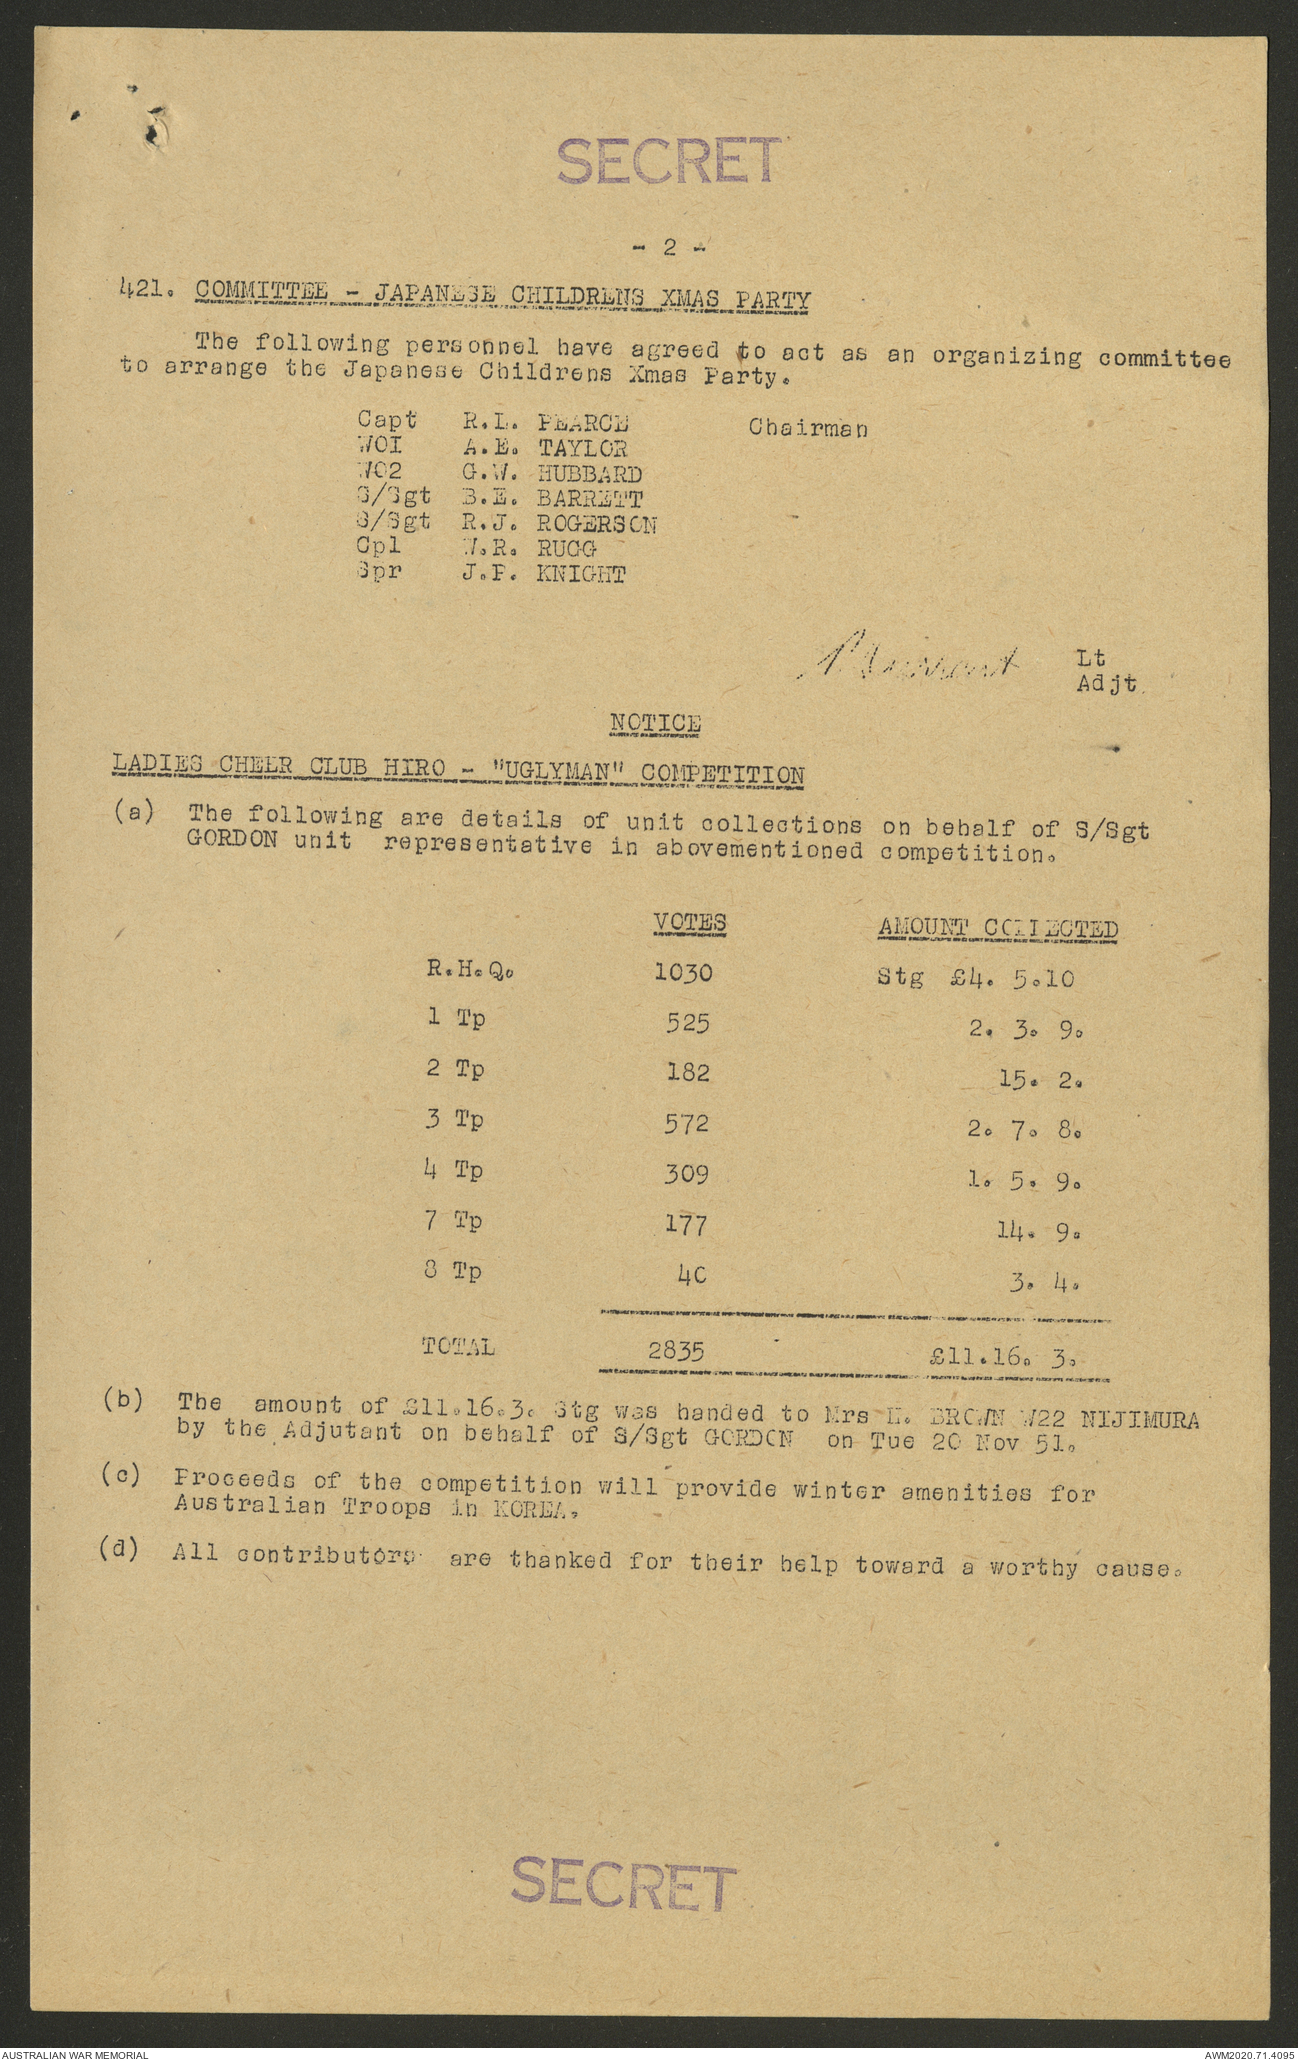 SECRET
- 2 -
421. COMMITTEE - JAPANESE CHILDRENS XMAS PARTY
The following personnel have agreed to act as an organizing committee
to arrange the Japanese Childrens Xmas Party.
Capt R.L. PEARCE Chairman
WO1 A.E. TAYLOR
WO2 G.W. HUBBARD
S/Sgt B.E. BARRETT
S/Sgt R.J. ROGERSON
Cpl W.R. RUGG
Spr J.P. KNIGHT
Lt
Adjt.
NOTICE
LADIES CHEER CLUB HIRO - "UGLYMAN" COMPETITION
(a) The following are details of unit collections on behalf of S/Sgt
GORDON unit representative in abovementioned competition.
VOTES AMOUNT COLLECTED
R.H.Q. 1030 Stg £4. 5.10
1 Tp 525 2. 3. 9.
2 Tp 182 15. 2.
3 Tp 572 2. 7. 8.
4 Tp 309 1. 5. 9.
7 Tp 177 14. 9.
8 Tp 40 3. 4.
TOTAL 2835 £11.16. 3.
(b) The amount of £11.16.3. Stg was handed to Mrs BROWN W22 NIJIMURA
by the Adjutant on behalf of S/Sgt GORDON on Tue 20 Nov 51.
(c) Proceeds of the competition will provide winter amenities for
Australian Troops in KOREA.
(d) All contributors are thanked for their help toward a worthy cause.
SECRET
AUSTRALIAN WAR MEMORIAL AWM2020.71.4095